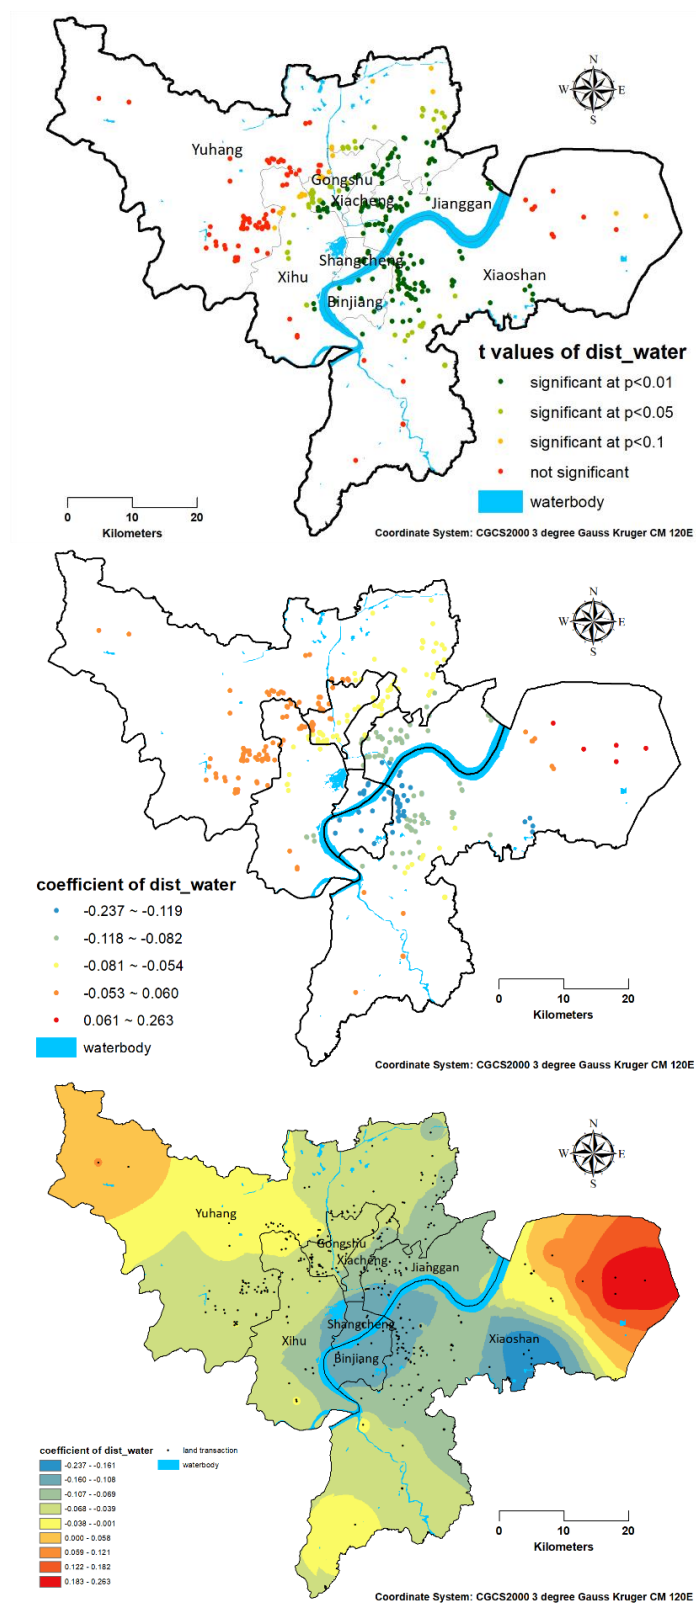 N
W E
S
Yuhang
Gongshu
Xiacheng
Jianggan
Shangcheng
Xihu
Xiaoshan
Binjiang
t values of dist_water
significant at p<0.01
significant at p<0.05
significant at p<0.1
not significant
waterbody
0 10 20
Kilometers
Coordinate System: CGCS2000 3 degree Gauss Kruger CM 120E
N
W E
S
coefficient of dist_water
-0.237 ~ -0.119
-0.118 ~ -0.082
-0.081 ~ -0.054
-0.053 ~ 0.060
0.061 ~ 0.263
waterbody
0 10 20
Kilometers
Coordinate System: CGCS2000 3 degree Gauss Kruger CM 120E
N
W E
S
Yuhang
Gongshu
Xiacheng
Jianggan
Shangcheng
Xihu
Xiaoshan
Binjiang
coefficient of dist_water
-0.237 - -0.161
-0.160 - -0.108
-0.107 - -0.069
-0.068 - -0.039
-0.038 - -0.001
0.000 - 0.058
0.059 - 0.121
0.122 - 0.182
0.183 - 0.263
land transaction
waterbody
0 10 20
Kilometers
Coordinate System: CGCS2000 3 degree Gauss Kruger CM 120E